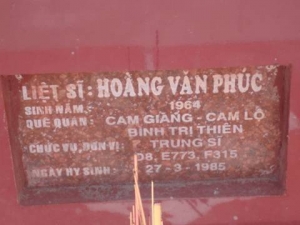 LIỆT SĨ: HOÀNG VĂN PHÚC
SINH NĂM: 1964
QUÊ QUÁN: CAM GIANG - CAM LỘ
BÌNH TRỊ THIÊN
CHỨC VỤ, ĐƠN VỊ: TRUNG SĨ
D8, E773, F315
NGÀY HY SINH: 27-3-1985